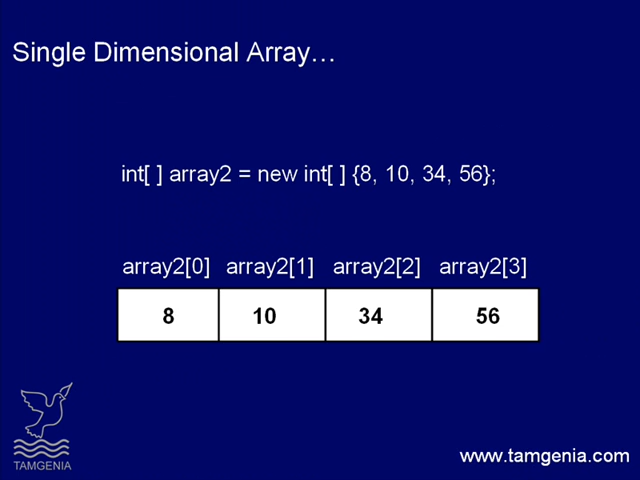 Single Dimensional Array…
int[ ] array2 = new int[ ] {8, 10, 34, 56};
array2[0] array2[1] array2[2] array2[3]
8 10 34 56
TAMGENIA
www.tamgenia.com